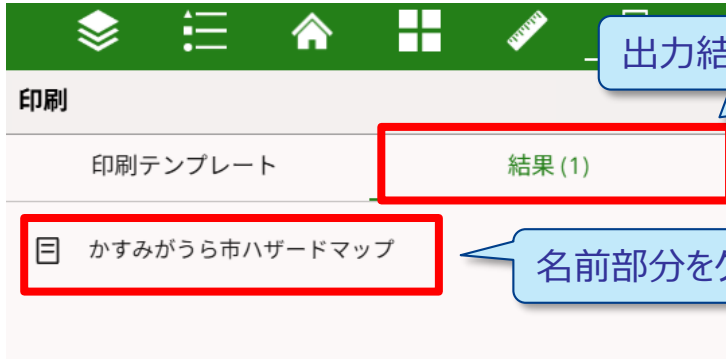 出力結
印刷
印刷テンプレート
結果 (1)
かすみがうら市ハザードマップ
名前部分を